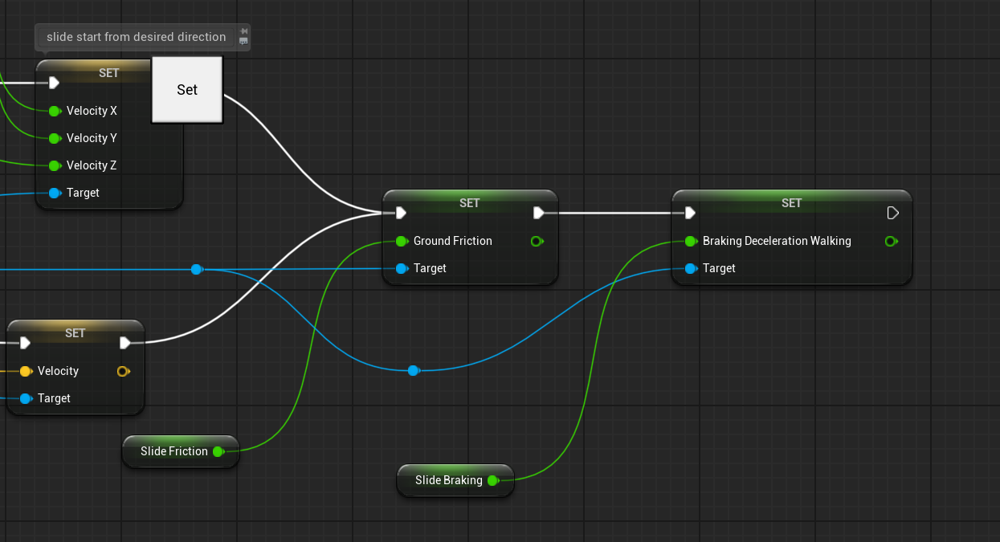 slide start from desired direction
SET
Set
Velocity X
Velocity Y
Velocity Z
Target
SET
Ground Friction
Target
SET
Braking Deceleration Walking
Target
SET
Velocity
Target
Slide Friction
Slide Braking